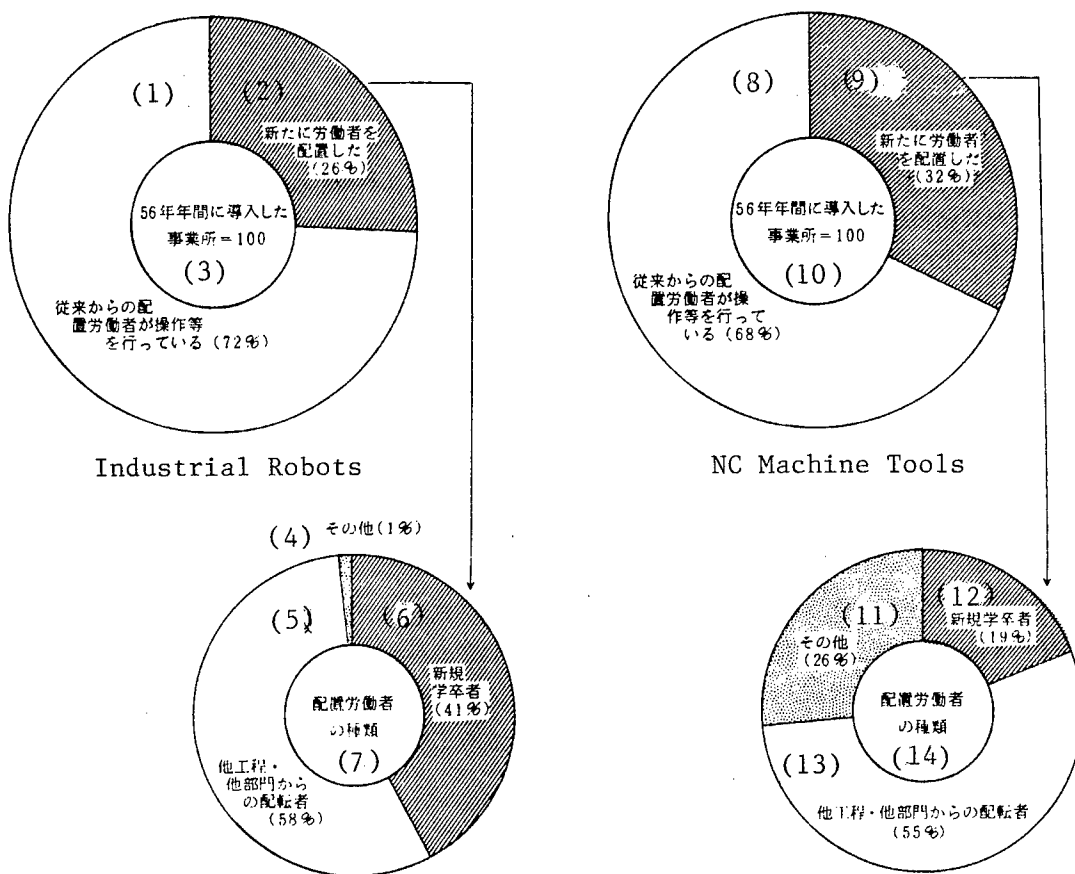 (1)
(2)
新たに労働者を
配置した
(26%)
56年年間に導入した
事業所=100
(3)
従来からの配
置労働者が操作等
を行っている(72%)
Industrial Robots
(8)
(9)
新たに労働者
を配置した
(32%)
56年年間に導入した
事業所=100
(10)
従来からの配
置労働者が操
作等を行って
いる(68%)
NC Machine Tools
(4)
その他(1%)
(5)
(6)
新規
学卒者
(41%)
配置労働者
の種類
(7)
他工程・
他部門から
の配転者
(58%)
(11)
その他
(26%)
(12)
新規学卒者
(19%)
配置労働者
の種類
(14)
(13)
他工程・他部門からの配転者
(55%)